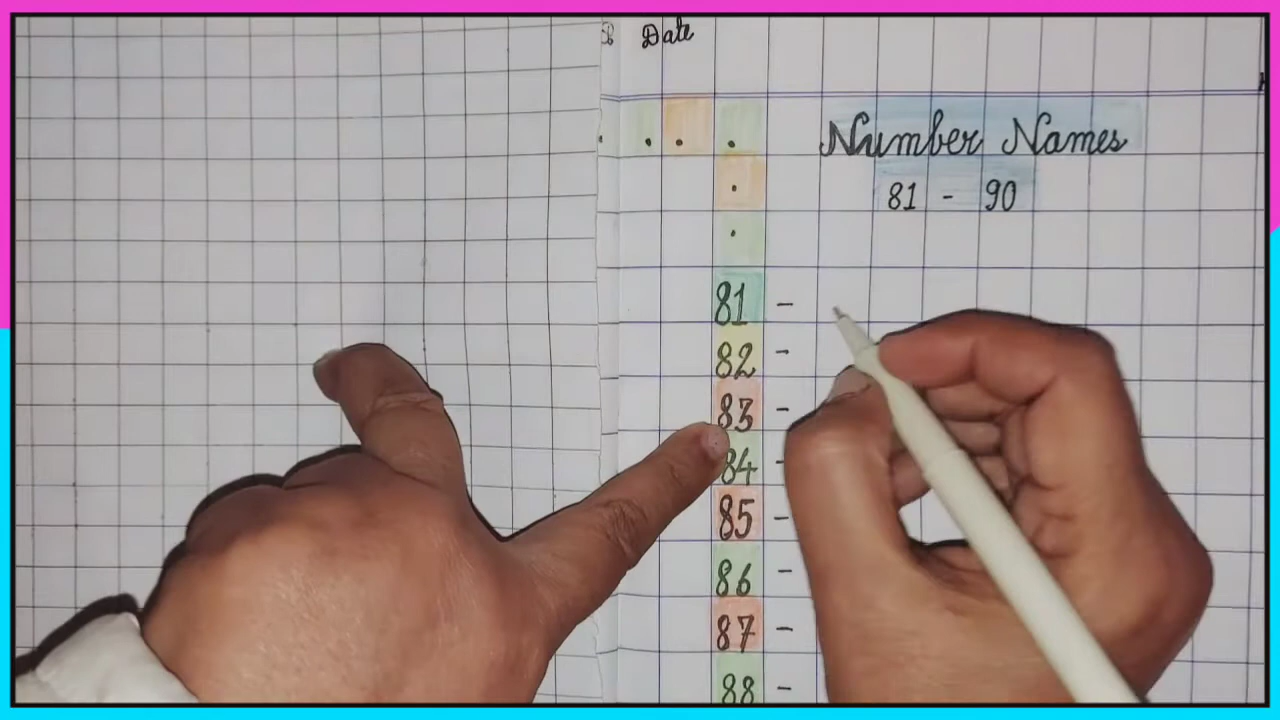 Date
Number Names
81 - 90
81 -
82 -
83 -
84 -
85 -
86 -
87 -
88 -